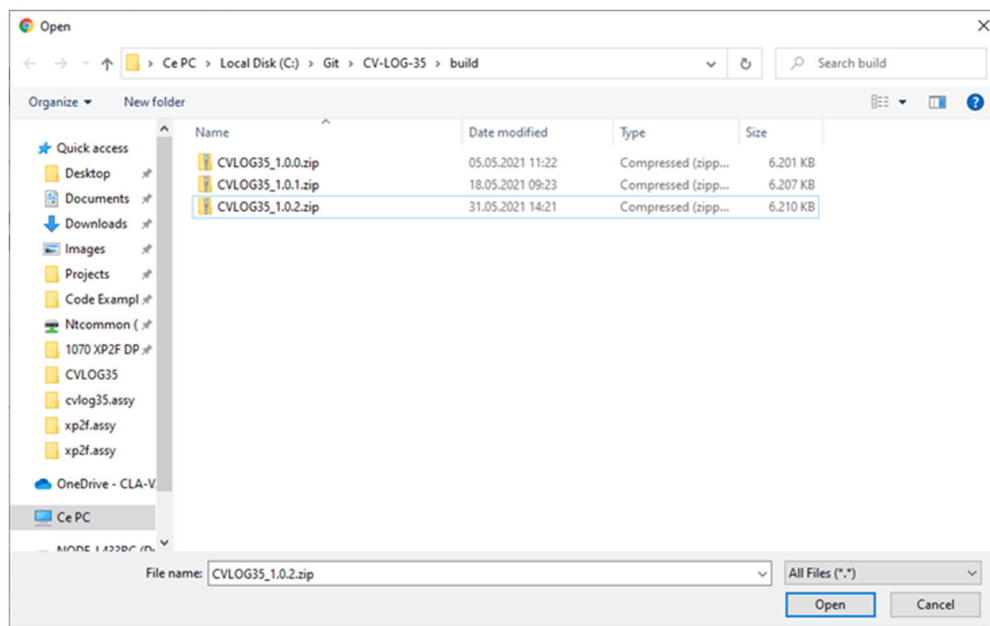 Open
Ce PC > Local Disk (C:) > Git > CV-LOG-35 > build
Search build
Organize
New folder
Name Date modified Type Size
CVLOG35_1.0.0.zip 05.05.2021 11:22 Compressed (zipp... 6.201 KB
CVLOG35_1.0.1.zip 18.05.2021 09:23 Compressed (zipp... 6.207 KB
CVLOG35_1.0.2.zip 31.05.2021 14:21 Compressed (zipp... 6.210 KB
Quick access
Desktop
Documents
Downloads
Images
Projects
Code Exampl
Ntcommon (
1070 XP2F DP
CVLOG35
cvlog35.assy
xp2f.assy
xp2f.assy
OneDrive - CLA-V
Ce PC
File name: CVLOG35_1.0.2.zip
All Files (*.*)
Open
Cancel